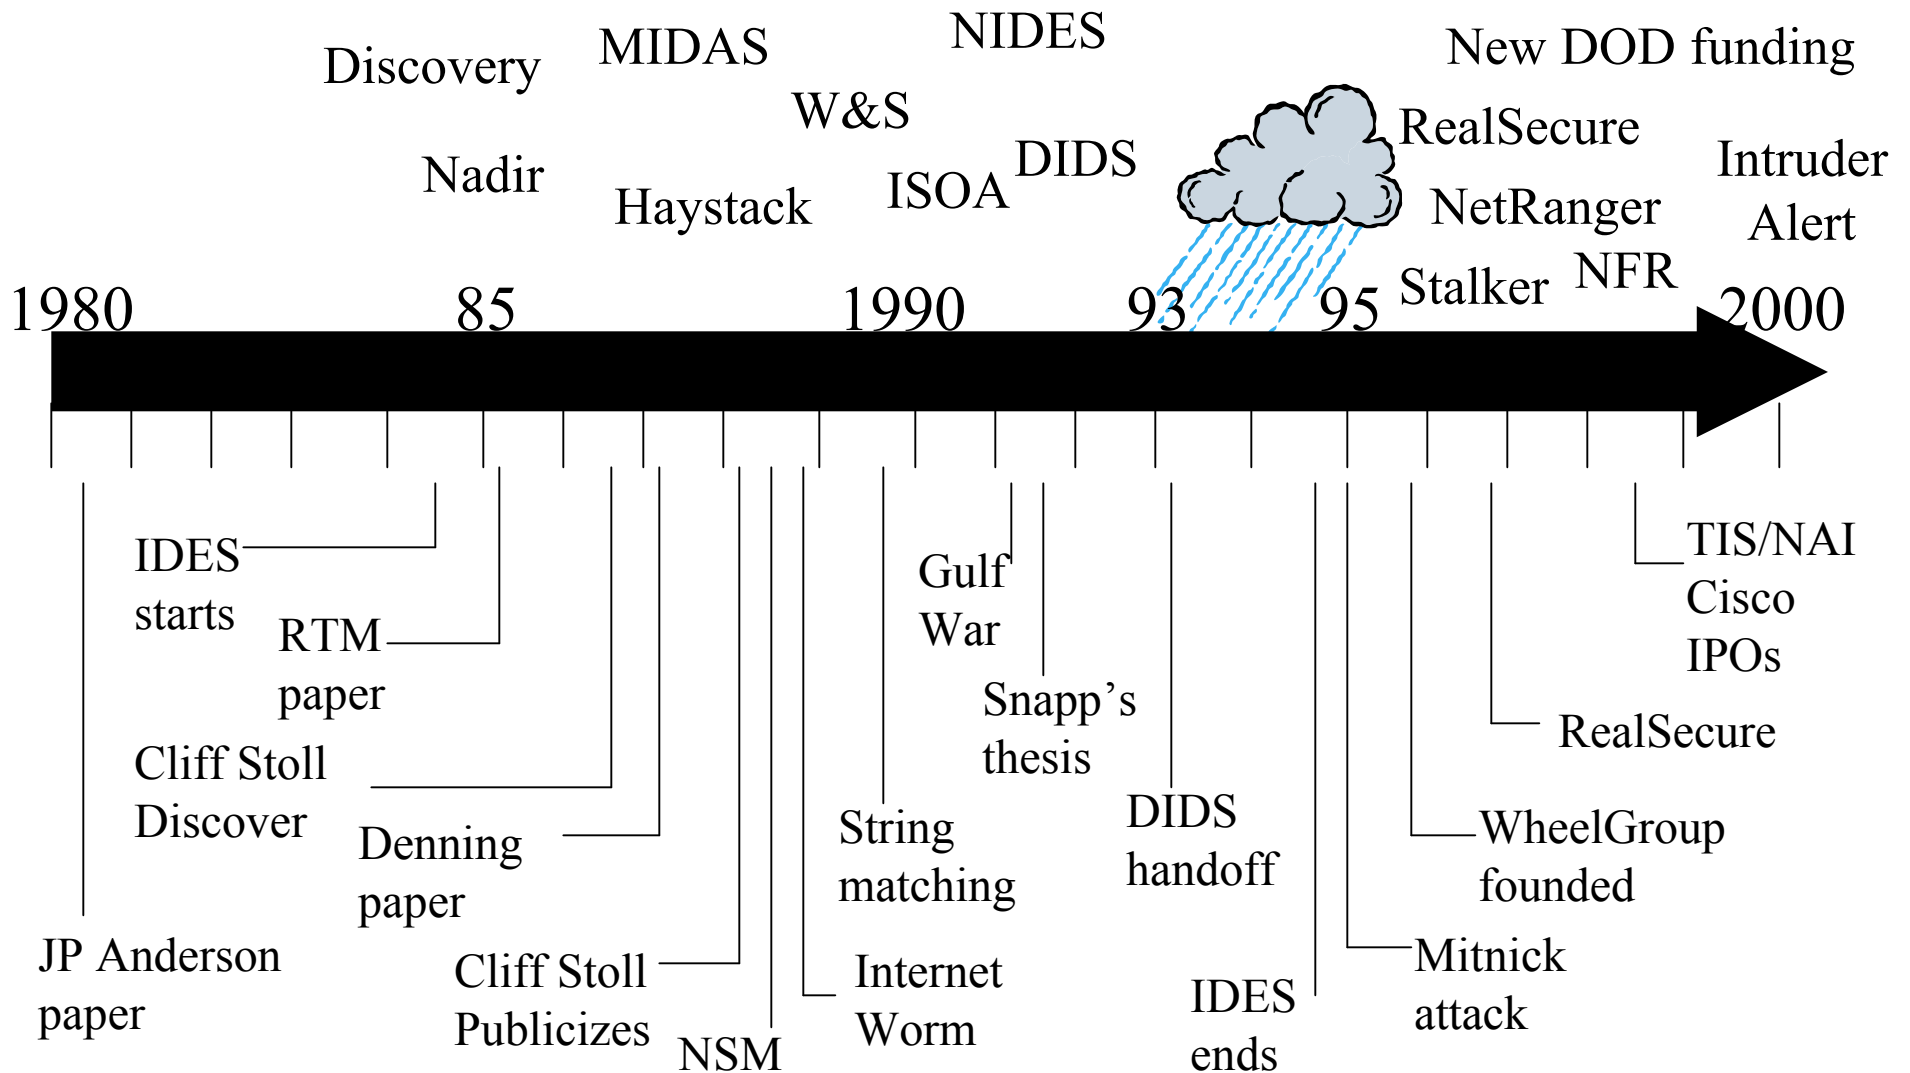 NIDES
MIDAS
New DOD funding
Discovery
W&S
RealSecure
DIDS
Intruder
Alert
Nadir
ISOA
Haystack
NetRanger
NFR
Stalker
1980
85
1990
93
95
2000
IDES
starts
RTM
paper
Cliff Stoll
Discover
Denning
paper
JP Anderson
paper
Cliff Stoll
Publicizes
NSM
Internet
Worm
String
matching
Gulf
War
Snapp’s
thesis
DIDS
handoff
IDES
ends
Mitnick
attack
WheelGroup
founded
RealSecure
TIS/NAI
Cisco
IPOs